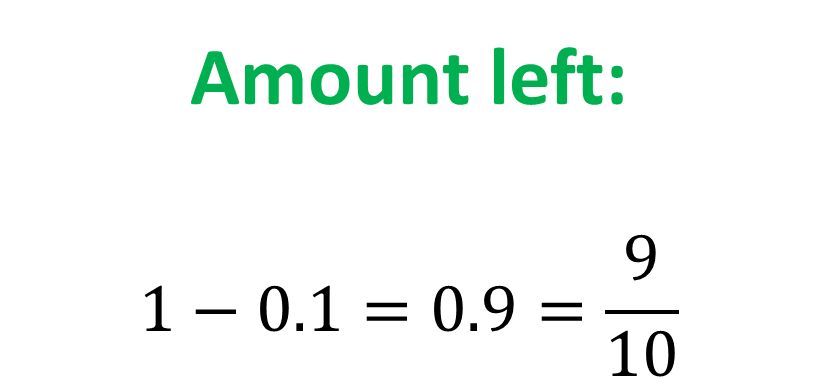 Amount left:
1 − 0.1 = 0.9 = 9/10